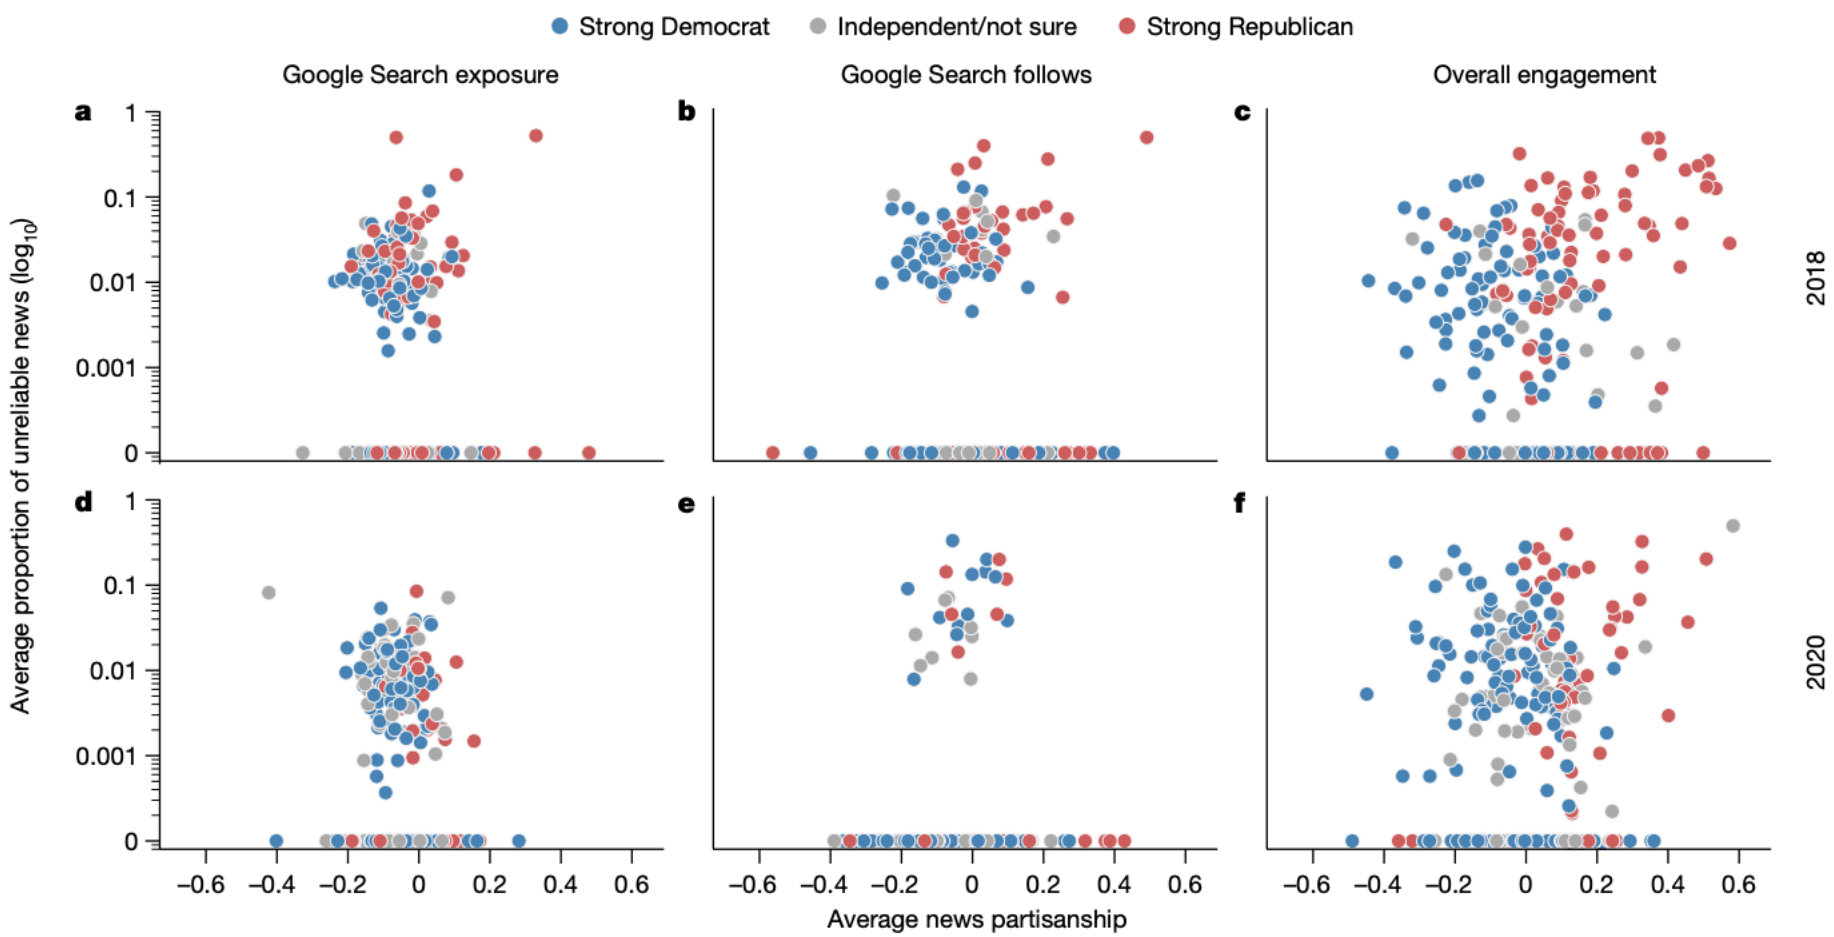 Strong Democrat Independent/not sure Strong Republican
Google Search exposure Google Search follows Overall engagement
a b c
1
0.1
0.01
0.001
0
2018
d e f
1
0.1
0.01
0.001
0
2020
–0.6 –0.4 –0.2 0 0.2 0.4 0.6 –0.6 –0.4 –0.2 0 0.2 0.4 0.6 –0.6 –0.4 –0.2 0 0.2 0.4 0.6
Average news partisanship
Average proportion of unreliable news (log10)